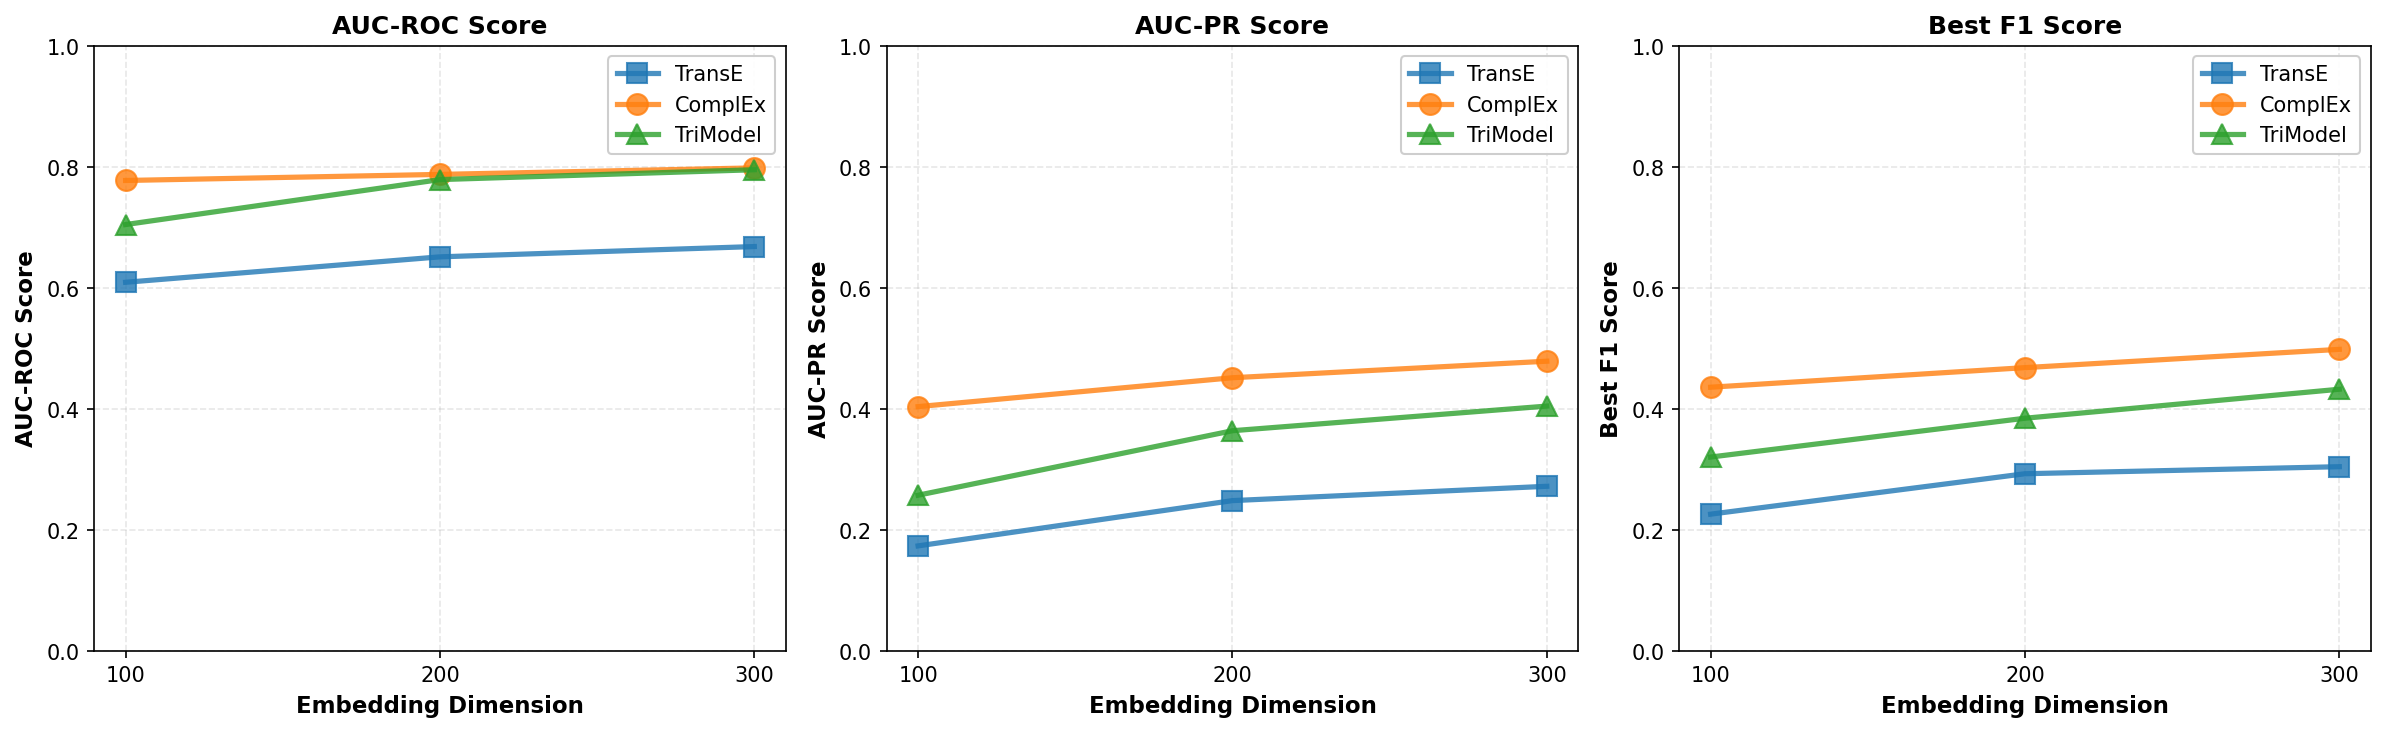 AUC-ROC Score
AUC-ROC Score
1.0
0.8
0.6
0.4
0.2
0.0
TransE
ComplEx
TriModel
100
200
300
Embedding Dimension
AUC-PR Score
AUC-PR Score
1.0
0.8
0.6
0.4
0.2
0.0
TransE
ComplEx
TriModel
100
200
300
Embedding Dimension
Best F1 Score
Best F1 Score
1.0
0.8
0.6
0.4
0.2
0.0
TransE
ComplEx
TriModel
100
200
300
Embedding Dimension